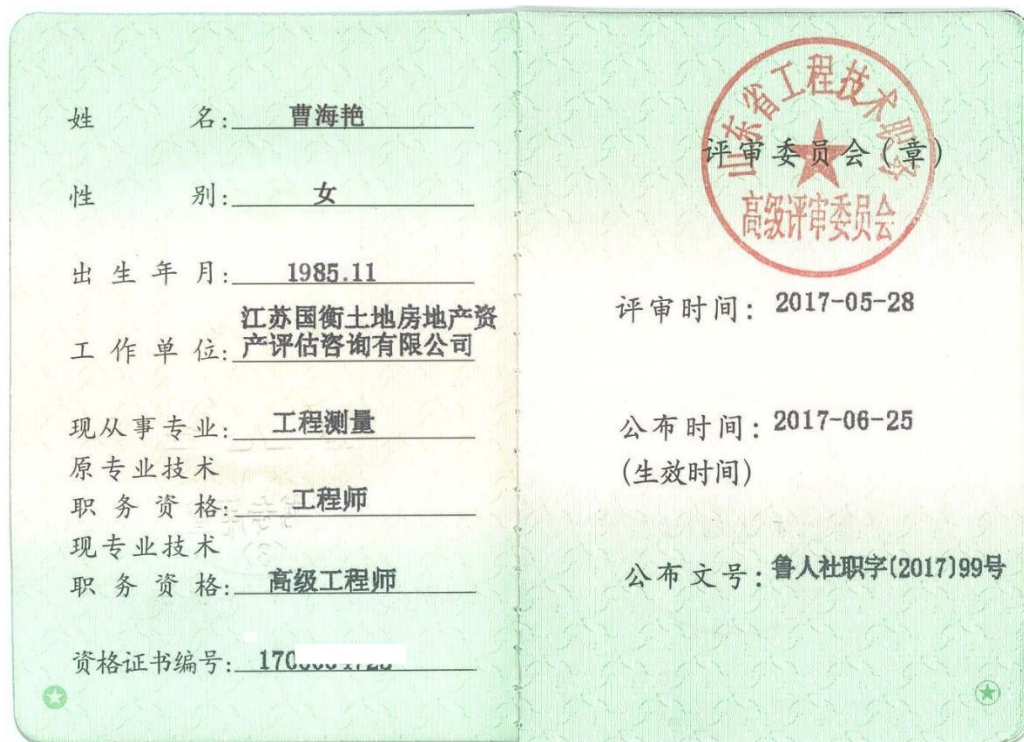 姓 名: 曹海艳
性 别: 女
出 生 年 月: 1985.11
工 作 单 位: 江苏国衡土地房地产资
产评估咨询有限公司
现从事专业: 工程测量
原专业技术
职 务 资 格: 工程师
现专业技术
职 务 资 格: 高级工程师
资格证书编号:
山东省工程技术职务
评审委员会(章)
高级评审委员会
评审时间: 2017-05-28
公布时间: 2017-06-25
(生效时间)
公布文号: 鲁人社职字[2017]99号